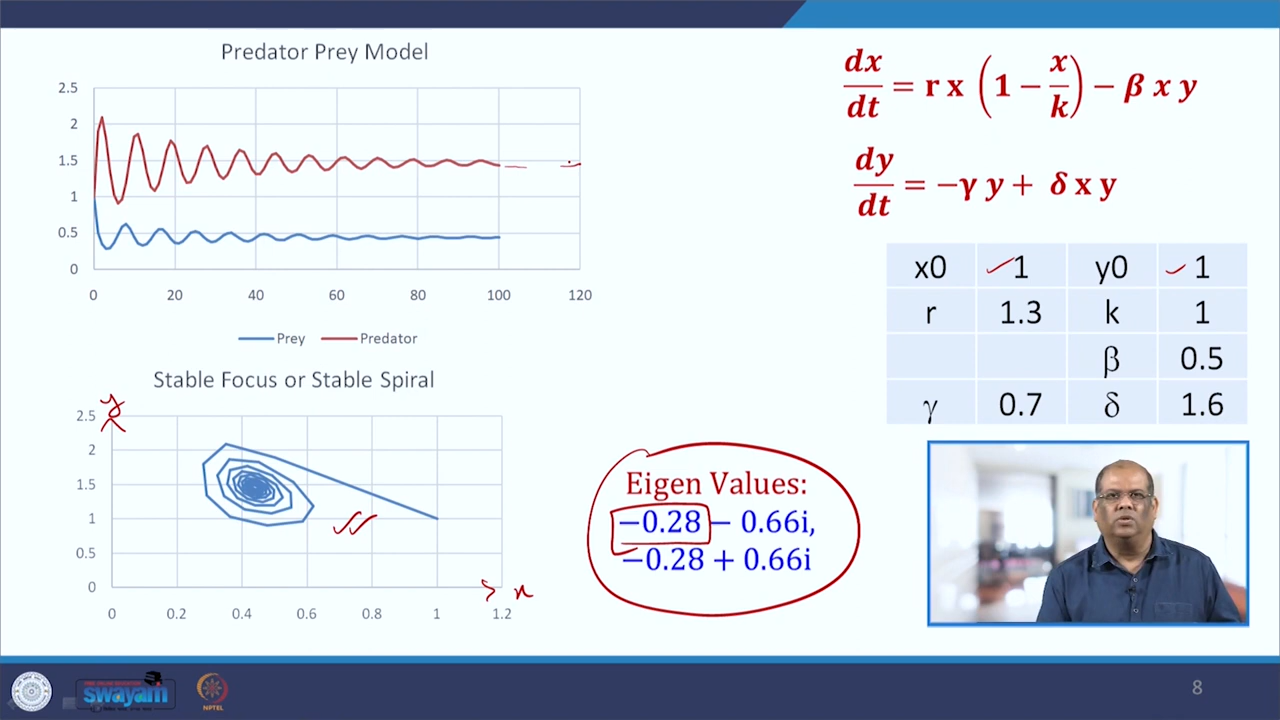 Predator Prey Model
2.5
2
1.5
1
0.5
0
0 20 40 60 80 100 120
Prey Predator
Stable Focus or Stable Spiral
y
2.5
2
1.5
1
0.5
0
0 0.2 0.4 0.6 0.8 1 1.2
x
dx/dt = r x (1 − x/k) − β x y
dy/dt = −γ y + δ x y
x0 1 y0 1
r 1.3 k 1
β 0.5
γ 0.7 δ 1.6
Eigen Values:
−0.28 − 0.66i,
−0.28 + 0.66i
swayam
NPTEL
8